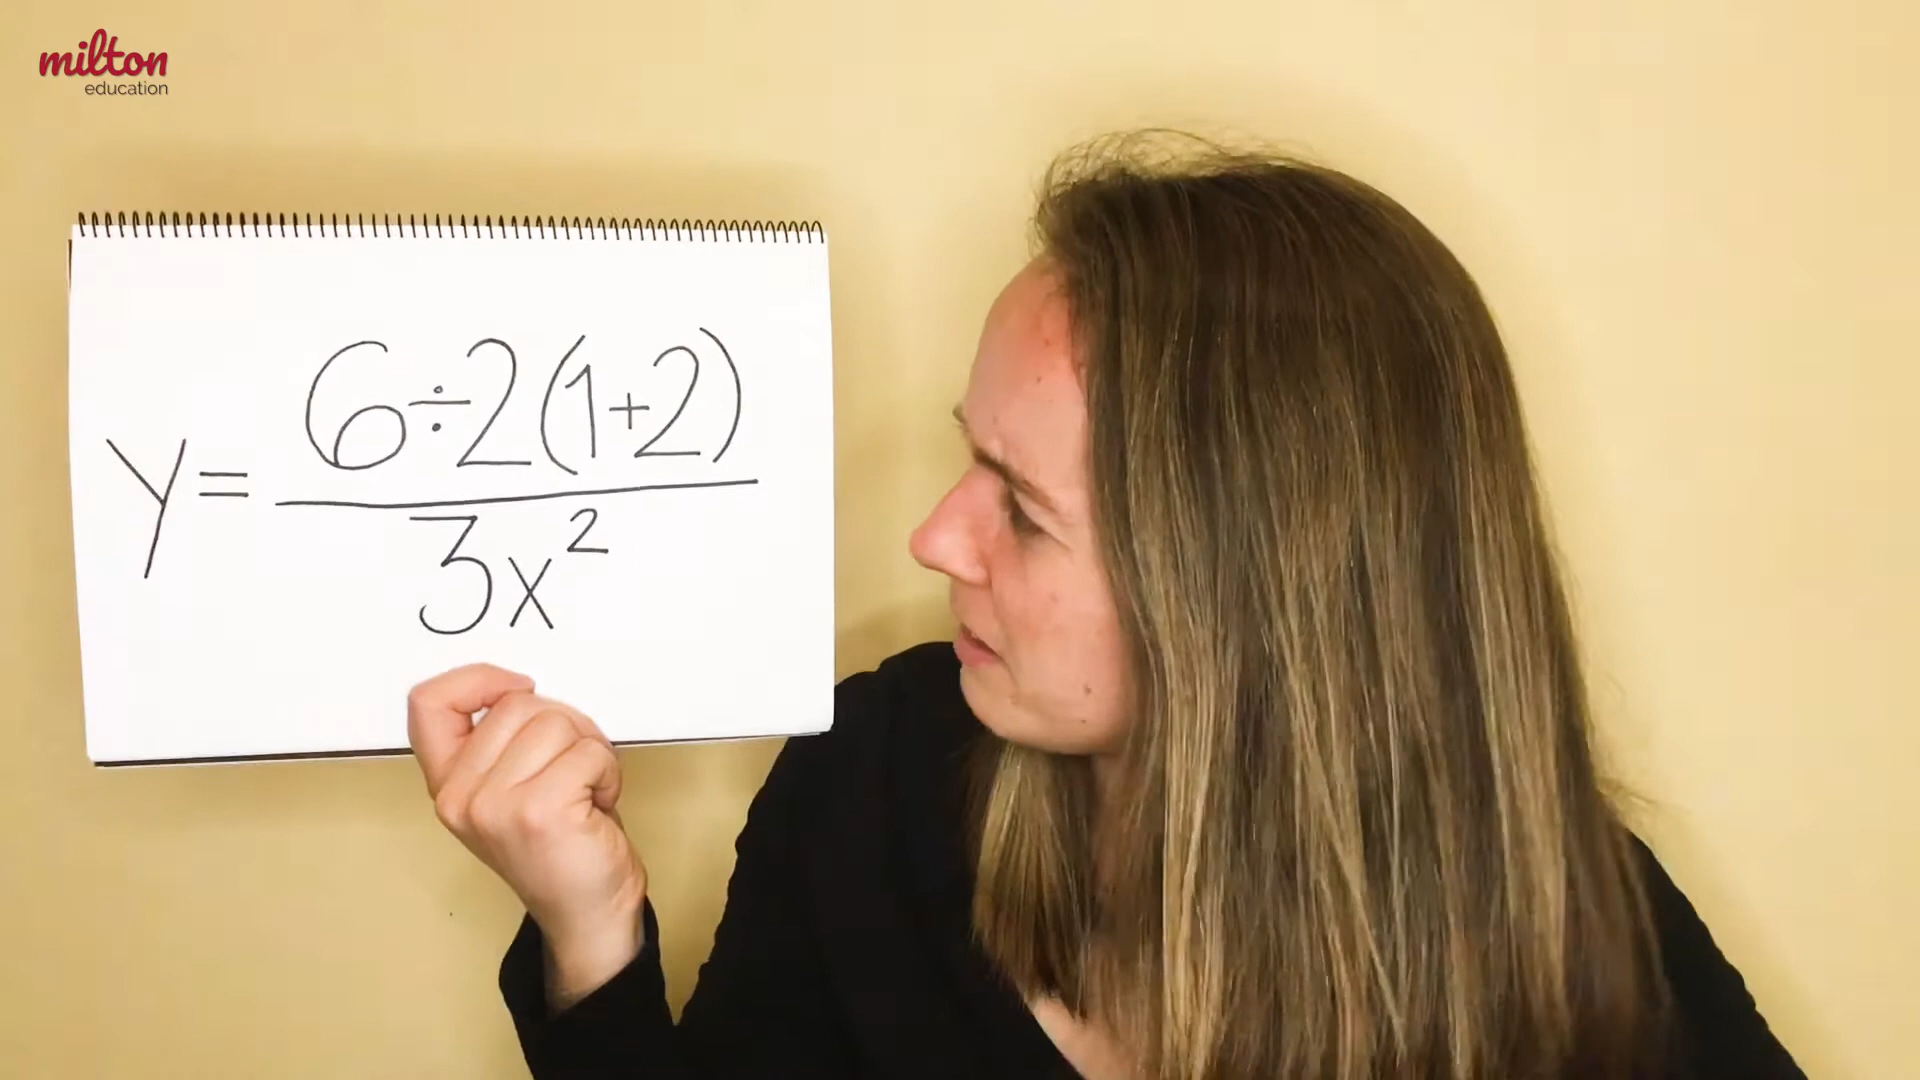 milton
education
y = 6÷2(1+2)
3x²